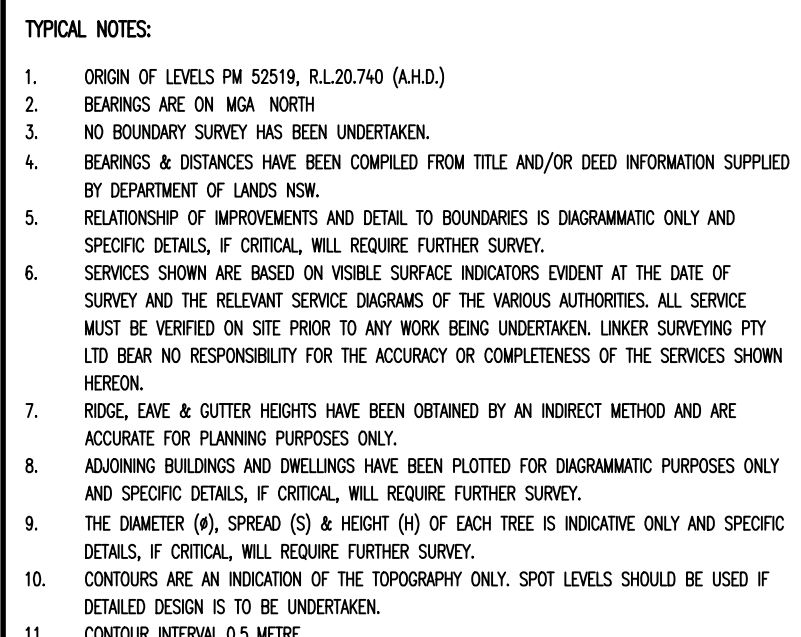 TYPICAL NOTES:
1. ORIGIN OF LEVELS PM 52519, R.L.20.740 (A.H.D.)
2. BEARINGS ARE ON MGA NORTH
3. NO BOUNDARY SURVEY HAS BEEN UNDERTAKEN.
4. BEARINGS & DISTANCES HAVE BEEN COMPILED FROM TITLE AND/OR DEED INFORMATION SUPPLIED
BY DEPARTMENT OF LANDS NSW.
5. RELATIONSHIP OF IMPROVEMENTS AND DETAIL TO BOUNDARIES IS DIAGRAMMATIC ONLY AND
SPECIFIC DETAILS, IF CRITICAL, WILL REQUIRE FURTHER SURVEY.
6. SERVICES SHOWN ARE BASED ON VISIBLE SURFACE INDICATORS EVIDENT AT THE DATE OF
SURVEY AND THE RELEVANT SERVICE DIAGRAMS OF THE VARIOUS AUTHORITIES. ALL SERVICE
MUST BE VERIFIED ON SITE PRIOR TO ANY WORK BEING UNDERTAKEN. LINKER SURVEYING PTY
LTD BEAR NO RESPONSIBILITY FOR THE ACCURACY OR COMPLETENESS OF THE SERVICES SHOWN
HEREON.
7. RIDGE, EAVE & GUTTER HEIGHTS HAVE BEEN OBTAINED BY AN INDIRECT METHOD AND ARE
ACCURATE FOR PLANNING PURPOSES ONLY.
8. ADJOINING BUILDINGS AND DWELLINGS HAVE BEEN PLOTTED FOR DIAGRAMMATIC PURPOSES ONLY
AND SPECIFIC DETAILS, IF CRITICAL, WILL REQUIRE FURTHER SURVEY.
9. THE DIAMETER (ø), SPREAD (S) & HEIGHT (H) OF EACH TREE IS INDICATIVE ONLY AND SPECIFIC
DETAILS, IF CRITICAL, WILL REQUIRE FURTHER SURVEY.
10. CONTOURS ARE AN INDICATION OF THE TOPOGRAPHY ONLY. SPOT LEVELS SHOULD BE USED IF
DETAILED DESIGN IS TO BE UNDERTAKEN.
11. CONTOUR INTERVAL 0.5 METRE